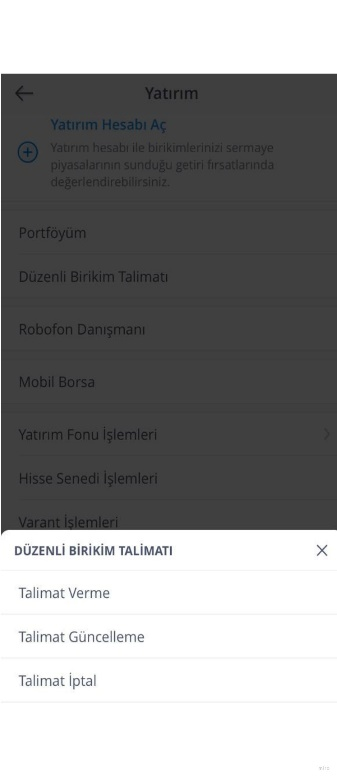 Yatırım
Yatırım Hesabı Aç
Yatırım hesabı ile birikimlerinizi sermaye
piyasalarının sunduğu getiri fırsatlarında
değerlendirebilirsiniz.
Portföyüm
Düzenli Birikim Talimatı
Robofon Danışmanı
Mobil Borsa
Yatırım Fonu İşlemleri
Hisse Senedi İşlemleri
Varant İşlemleri
DÜZENLİ BİRİKİM TALİMATI
Talimat Verme
Talimat Güncelleme
Talimat İptal